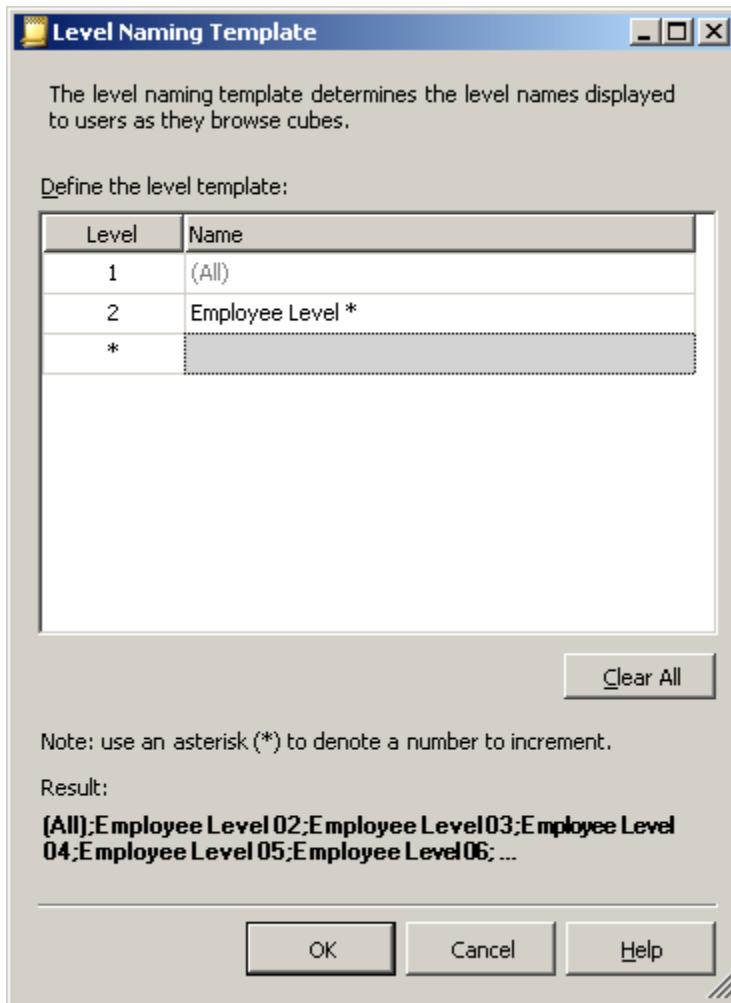 Level Naming Template
The level naming template determines the level names displayed
to users as they browse cubes.
Define the level template:
Level Name
1 (All)
2 Employee Level *
*
Clear All
Note: use an asterisk (*) to denote a number to increment.
Result:
(All);Employee Level 02;Employee Level 03;Employee Level
04;Employee Level 05;Employee Level 06; ...
OK Cancel Help